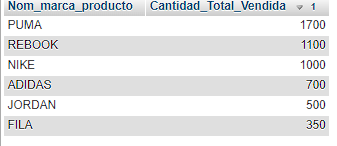 Nom_marca_producto Cantidad_Total_Vendida 1
PUMA 1700
REBOOK 1100
NIKE 1000
ADIDAS 700
JORDAN 500
FILA 350